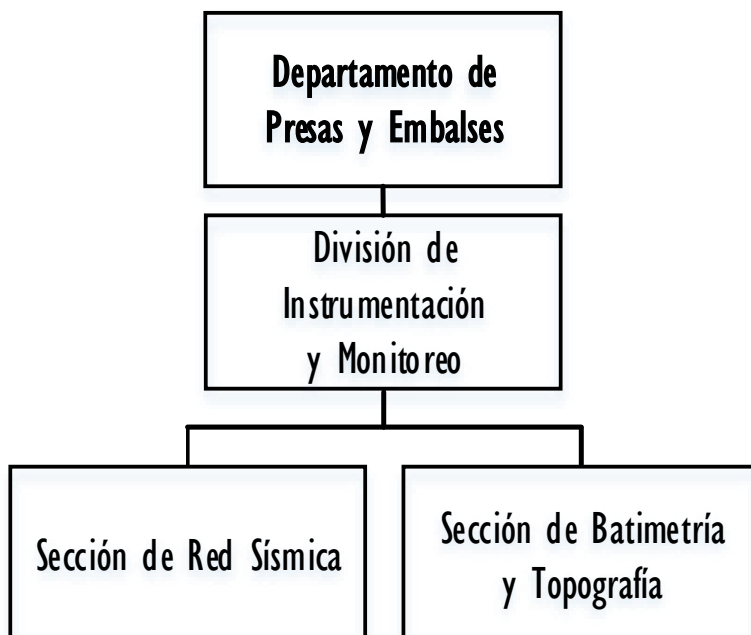 Departamento de
Presas y Embalses
División de
Instrumentación
y Monitoreo
Sección de Red Sísmica
Sección de Batimetría
y Topografía